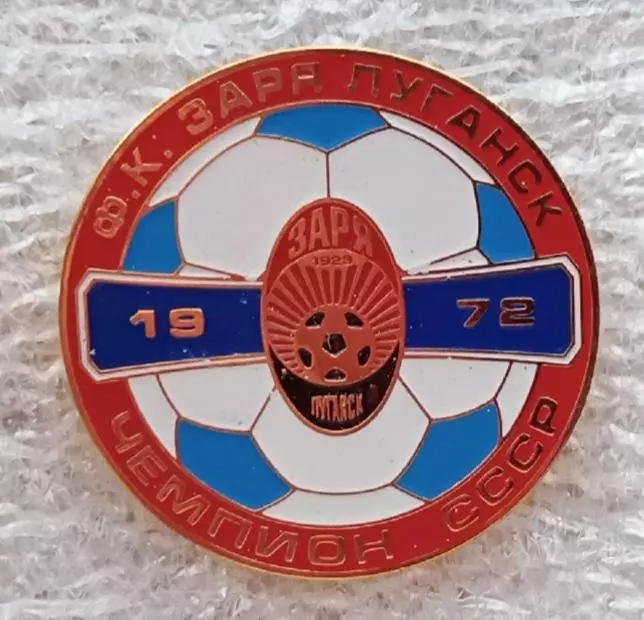 Ф.К. ЗАРЯ ЛУГАНСК
ЗАРЯ
1923
19 72
ЛУГАНСК
ЧЕМПИОН СССР